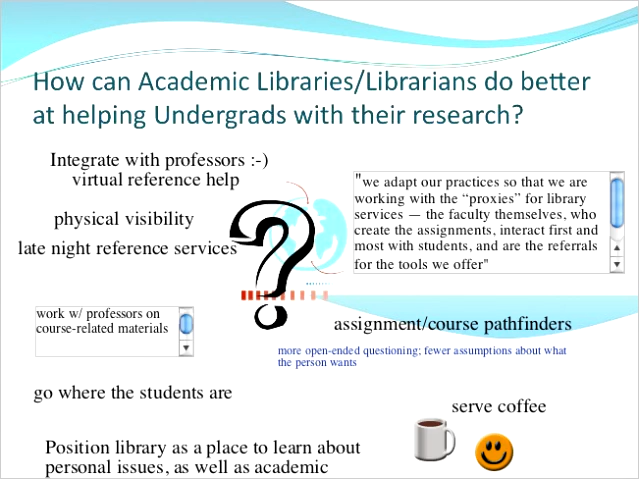 How can Academic Libraries/Librarians do better
at helping Undergrads with their research?
Integrate with professors :-)
virtual reference help
physical visibility
late night reference services
"we adapt our practices so that we are
working with the “proxies” for library
services — the faculty themselves, who
create the assignments, interact first and
most with students, and are the referrals
for the tools we offer"
?
work w/ professors on
course-related materials
assignment/course pathfinders
more open-ended questioning; fewer assumptions about what
the person wants
go where the students are
serve coffee
Position library as a place to learn about
personal issues, as well as academic